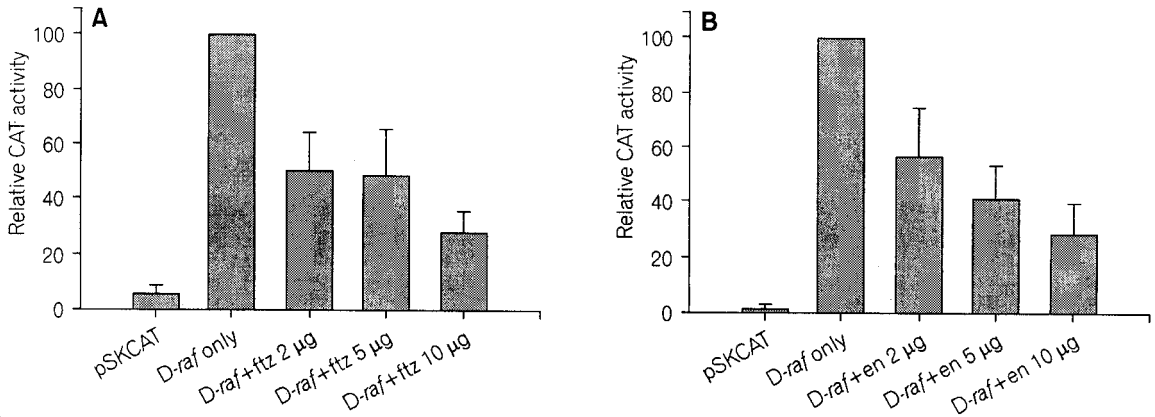 A
Relative CAT activity
100
80
60
40
20
0
pSKCAT
D-raf only
D-raf+ftz 2 µg
D-raf+ftz 5 µg
D-raf+ftz 10 µg
B
Relative CAT activity
100
80
60
40
20
0
pSKCAT
D-raf only
D-raf+en 2 µg
D-raf+en 5 µg
D-raf+en 10 µg